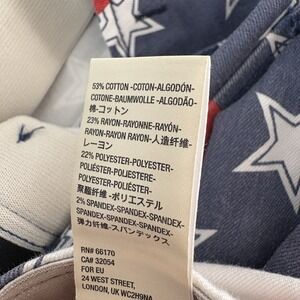 53% COTTON -COTON-ALGODÓN-
COTONE-BAUMWOLLE -ALGODÃO-
棉-コットン
23% RAYON-RAYONNE-RAYÓN-
RAYON-RAYON RAYON-人造纤维-
レーヨン
22% POLYESTER-POLYESTER-
POLIÉSTER-POLIESTERE-
POLYESTER-POLIÉSTER-
聚酯纤维 -ポリエステル
2% SPANDEX-SPANDEX-SPANDEX-
SPANDEX-SPANDEX-SPANDEX-
弹力纤维-スパンデックス
RN# 66170
CA# 32054
FOR EU
24 WEST STREET,
LONDON, UK WC2H9NA